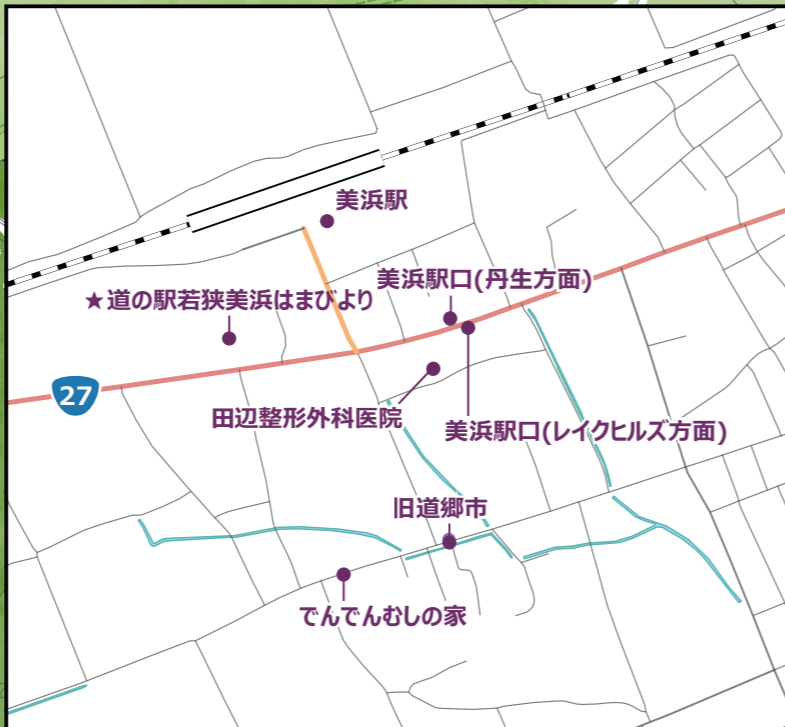 美浜駅
美浜駅口(丹生方面)
★道の駅若狭美浜はまびより
27
田辺整形外科医院
美浜駅口(レイクヒルズ方面)
旧道郷市
でんでんむしの家